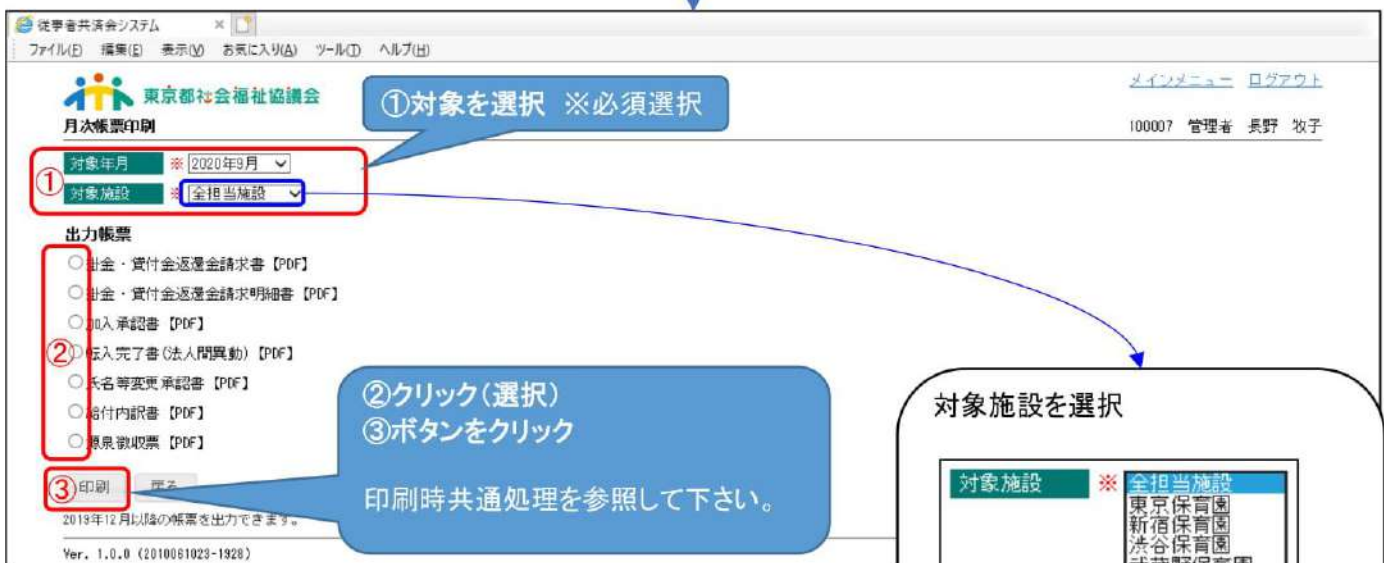 従事者共済会システム
ファイル(F) 編集(E) 表示(V) お気に入り(A) ツール(T) ヘルプ(H)
東京都社会福祉協議会
メインメニュー ログアウト
①対象を選択 ※必須選択
月次帳票印刷
100007 管理者 長野 牧子
①
対象年月 ※ 2020年9月
対象施設 ※ 全担当施設
出力帳票
掛金・貸付金返還金請求書【PDF】
掛金・貸付金返還金請求明細書【PDF】
加入承認書【PDF】
②
転入完了書(法人間異動)【PDF】
氏名等変更承認書【PDF】
給付内訳書【PDF】
源泉徴収票【PDF】
②クリック(選択)
③ボタンをクリック
印刷時共通処理を参照して下さい。
③ 印刷 戻る
2019年12月以降の帳票を出力できます。
Ver. 1.0.0 (2010061023-1928)
対象施設を選択
対象施設 ※ 全担当施設
東京保育園
新宿保育園
渋谷保育園
武蔵野保育園